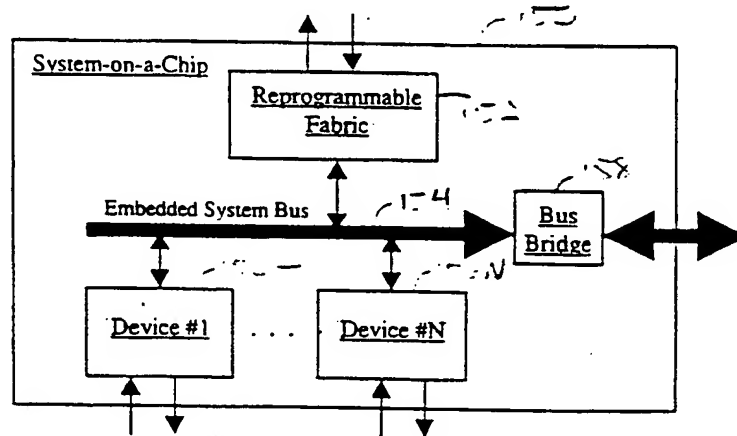 System-on-a-Chip
Reprogrammable
Fabric
Embedded System Bus
Bus
Bridge
Device #1
. . . .
Device #N